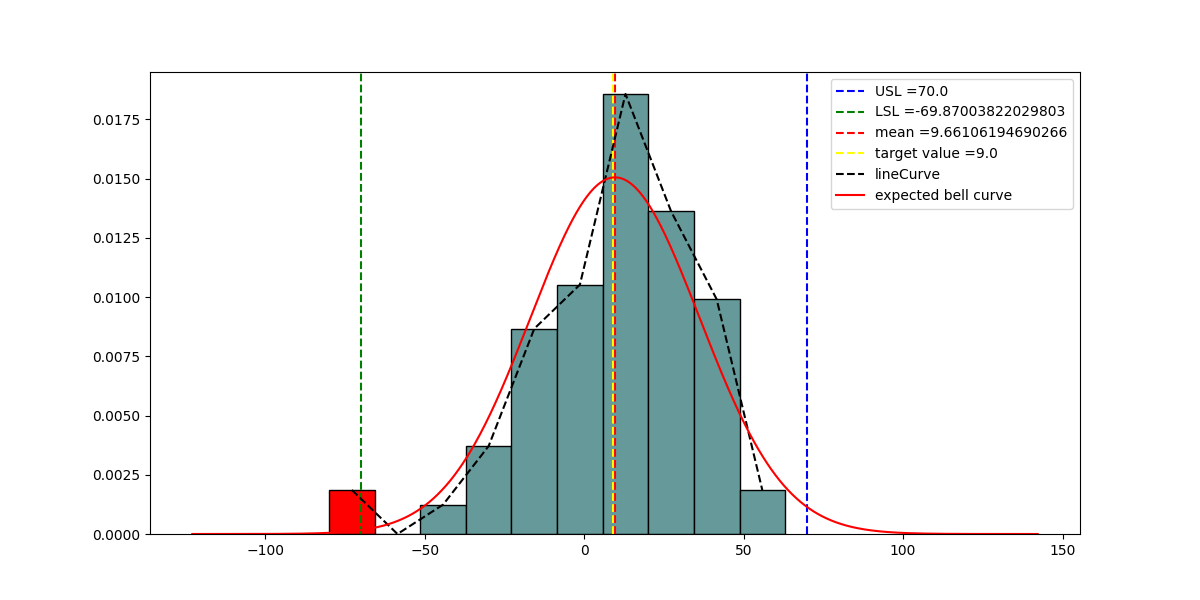 USL =70.0
LSL =-69.87003822029803
mean =9.66106194690266
target value =9.0
lineCurve
expected bell curve
0.0175
0.0150
0.0125
0.0100
0.0075
0.0050
0.0025
0.0000
−100
−50
0
50
100
150